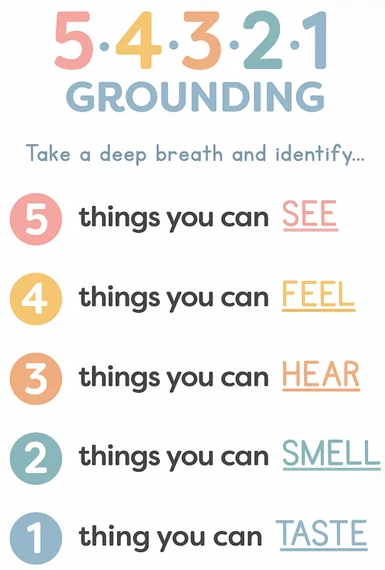 5·4·3·2·1
GROUNDING
Take a deep breath and identify...
5 things you can SEE
4 things you can FEEL
3 things you can HEAR
2 things you can SMELL
1 thing you can TASTE